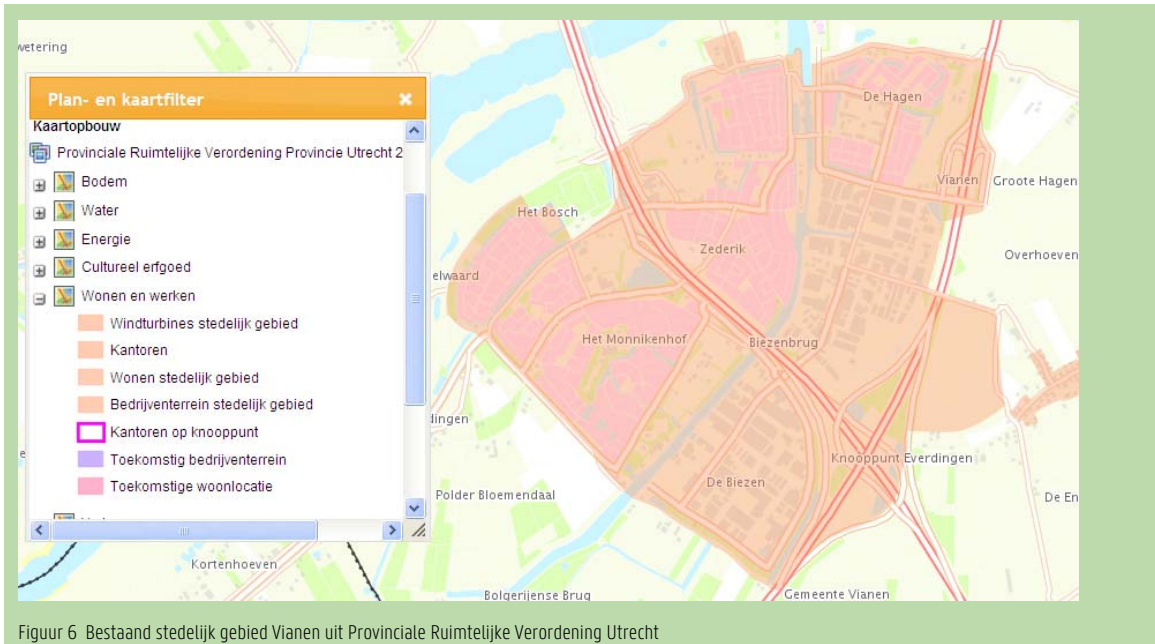 wetering
Plan- en kaartfilter
Kaartopbouw
Provinciale Ruimtelijke Verordening Provincie Utrecht 2
Bodem
Water
Energie
Cultureel erfgoed
Wonen en werken
Windturbines stedelijk gebied
Kantoren
Wonen stedelijk gebied
Bedrijventerrein stedelijk gebied
Kantoren op knooppunt
Toekomstig bedrijventerrein
Toekomstige woonlocatie
De Hagen
Vianen
Groote Hagen
Het Bosch
Zederik
Overhoeven
elwaard
Het Monnikenhof
Biezenbrug
dingen
Knooppunt Everdingen
De Biezen
Polder Bloemendaal
De En
Kortenhoeven
Bolgerijense Brug
Gemeente Vianen
Figuur 6 Bestaand stedelijk gebied Vianen uit Provinciale Ruimtelijke Verordening Utrecht